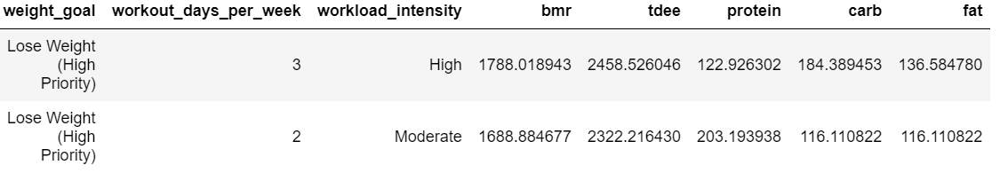 weight_goal workout_days_per_week workload_intensity bmr tdee protein carb fat
Lose Weight
(High
Priority) 3 High 1788.018943 2458.526046 122.926302 184.389453 136.584780
Lose Weight
(High
Priority) 2 Moderate 1688.884677 2322.216430 203.193938 116.110822 116.110822